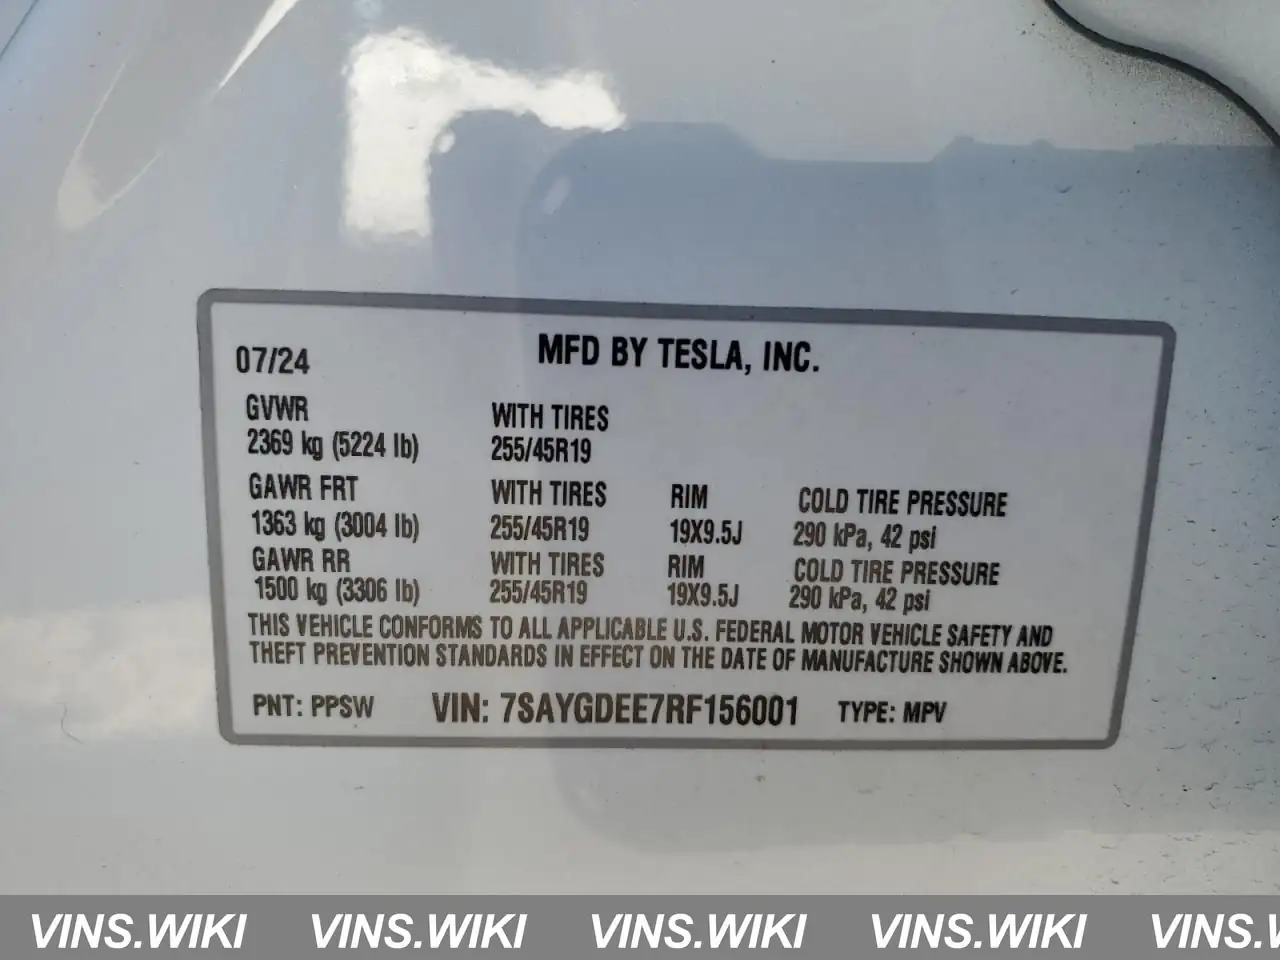 07/24 MFD BY TESLA, INC.
GVWR WITH TIRES
2369 kg (5224 lb) 255/45R19
GAWR FRT WITH TIRES RIM COLD TIRE PRESSURE
1363 kg (3004 lb) 255/45R19 19X9.5J 290 kPa, 42 psi
GAWR RR WITH TIRES RIM COLD TIRE PRESSURE
1500 kg (3306 lb) 255/45R19 19X9.5J 290 kPa, 42 psi
THIS VEHICLE CONFORMS TO ALL APPLICABLE U.S. FEDERAL MOTOR VEHICLE SAFETY AND
THEFT PREVENTION STANDARDS IN EFFECT ON THE DATE OF MANUFACTURE SHOWN ABOVE.
PNT: PPSW VIN: 7SAYGDEE7RF156001 TYPE: MPV
VINS.WIKI VINS.WIKI VINS.WIKI VINS.WIKI VINS.W